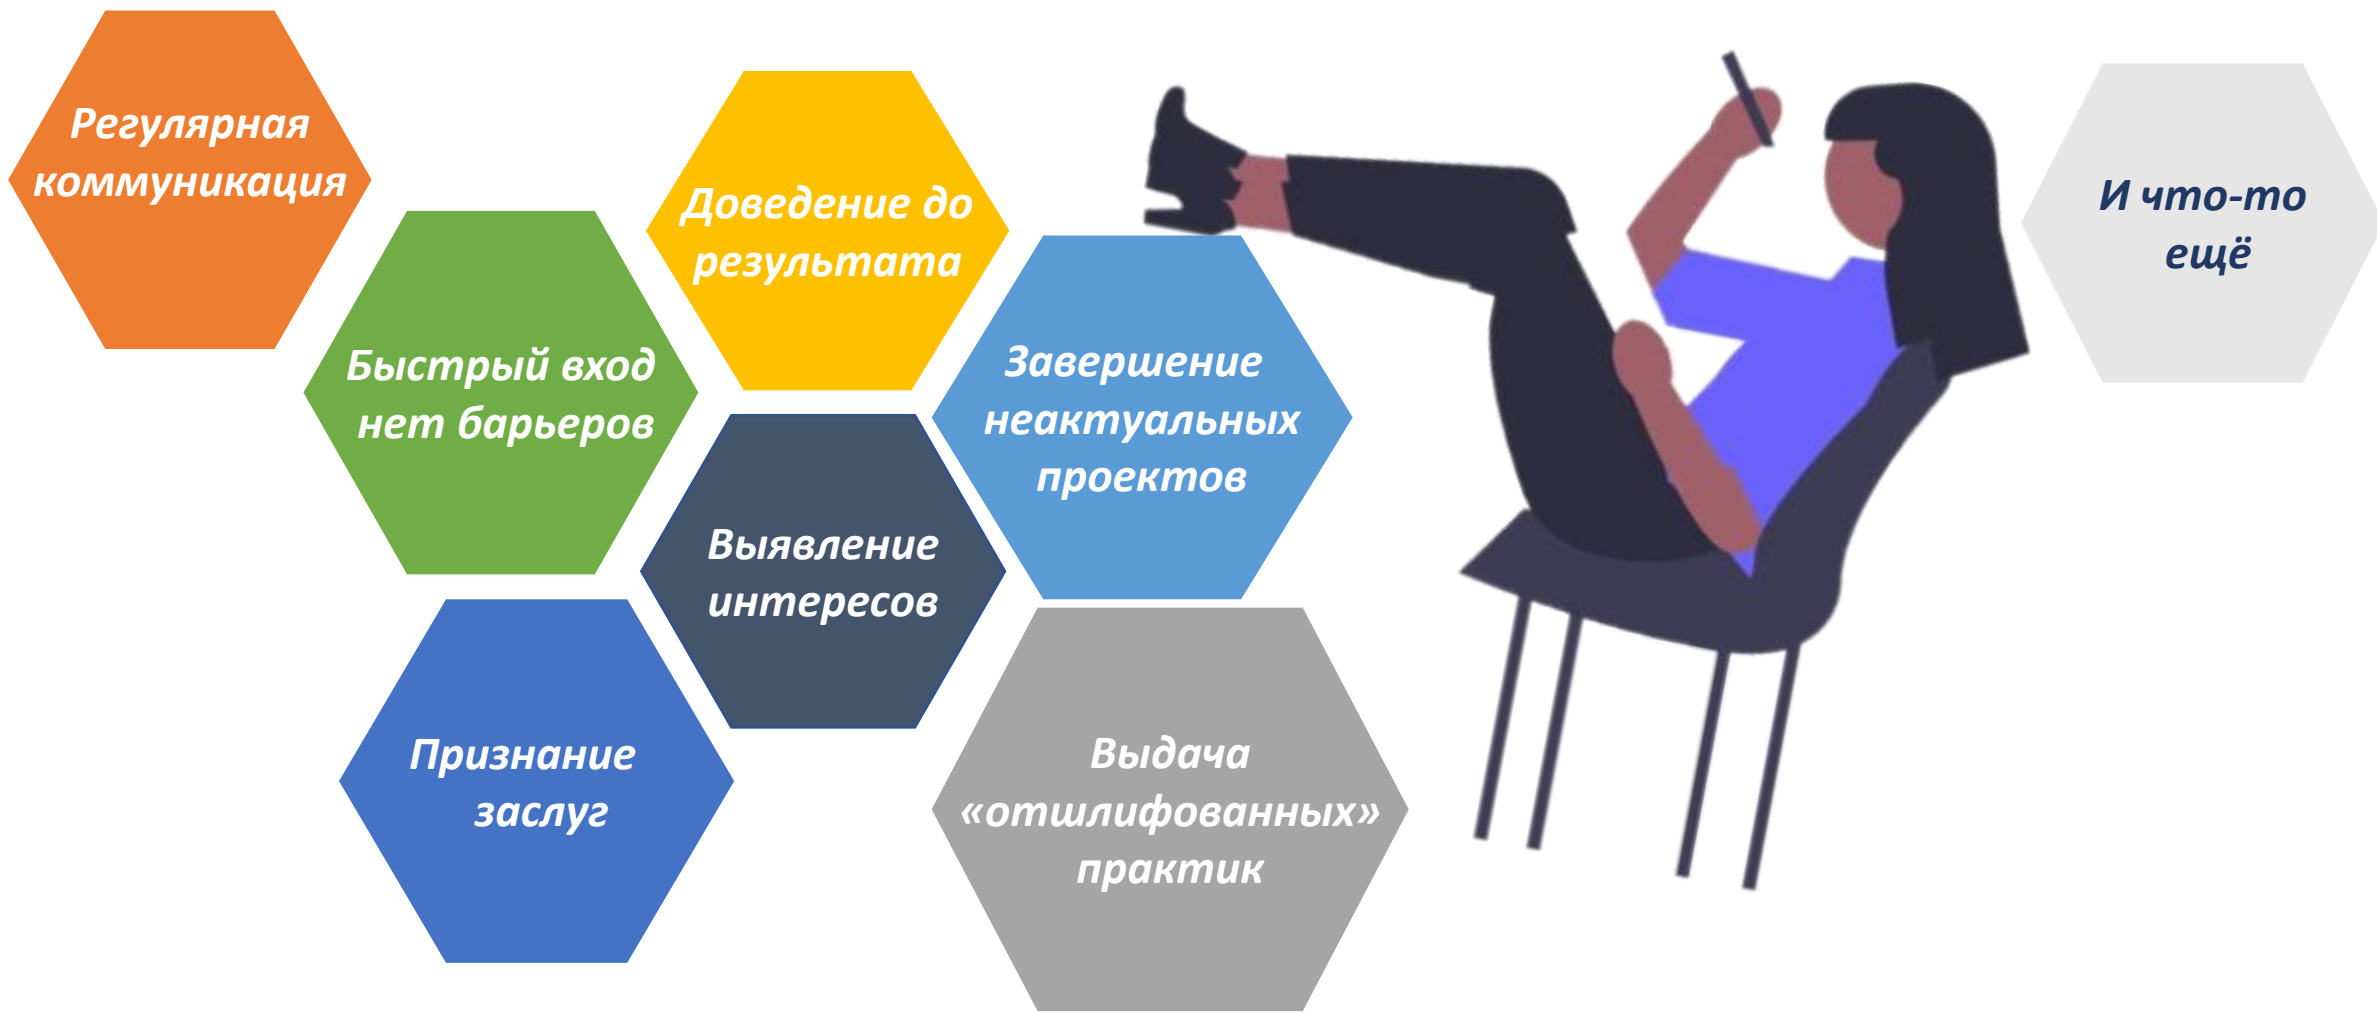 Регулярная
коммуникация
Быстрый вход
нет барьеров
Доведение до
результата
Завершение
неактуальных
проектов
Выявление
интересов
Признание
заслуг
Выдача
«отшлифованных»
практик
И что-то
ещё